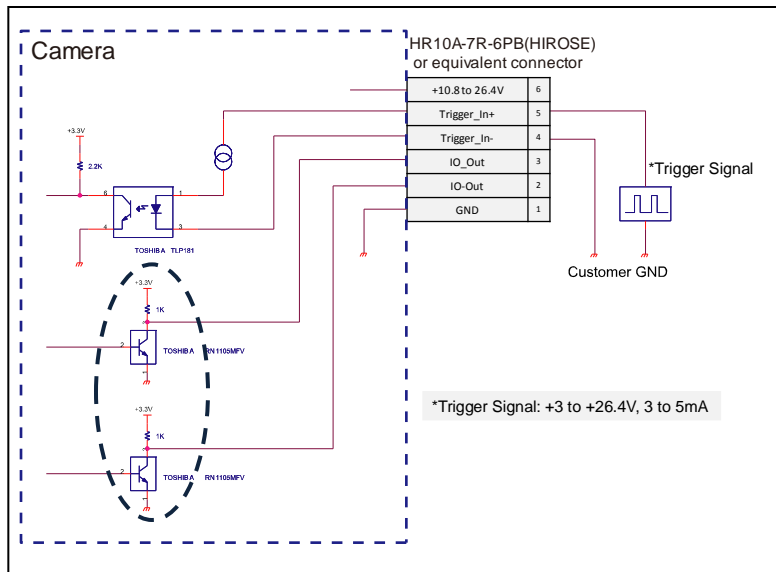 Camera
HR10A-7R-6PB(HIROSE)
or equivalent connector
+10.8 to 26.4V 6
Trigger_In+ 5
Trigger_In- 4
IO_Out 3
IO-Out 2
GND 1
*Trigger Signal
Customer GND
+3.3V
2.2K
6 1
4 3
TOSHIBA TLP181
+3.3V
1K
2
TOSHIBA RN1105MFV
1
+3.3V
1K
2
TOSHIBA RN1105MFV
1
*Trigger Signal: +3 to +26.4V, 3 to 5mA